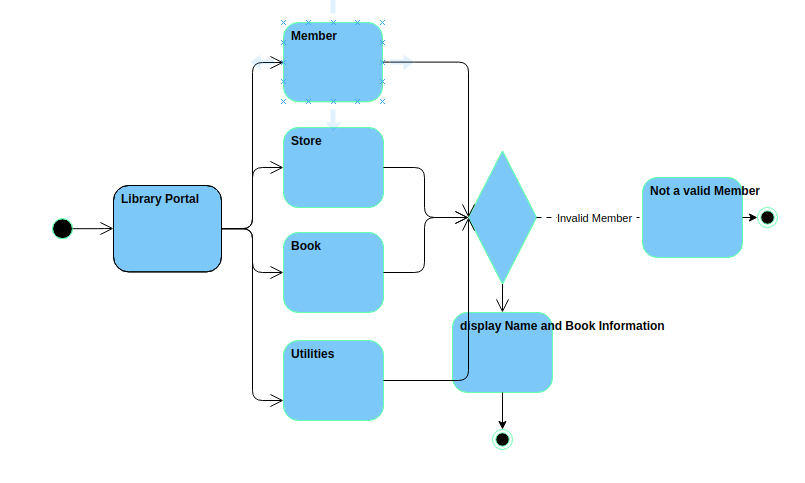 Member
Store
Library Portal
Not a valid Member
Invalid Member
Book
display Name and Book Information
Utilities